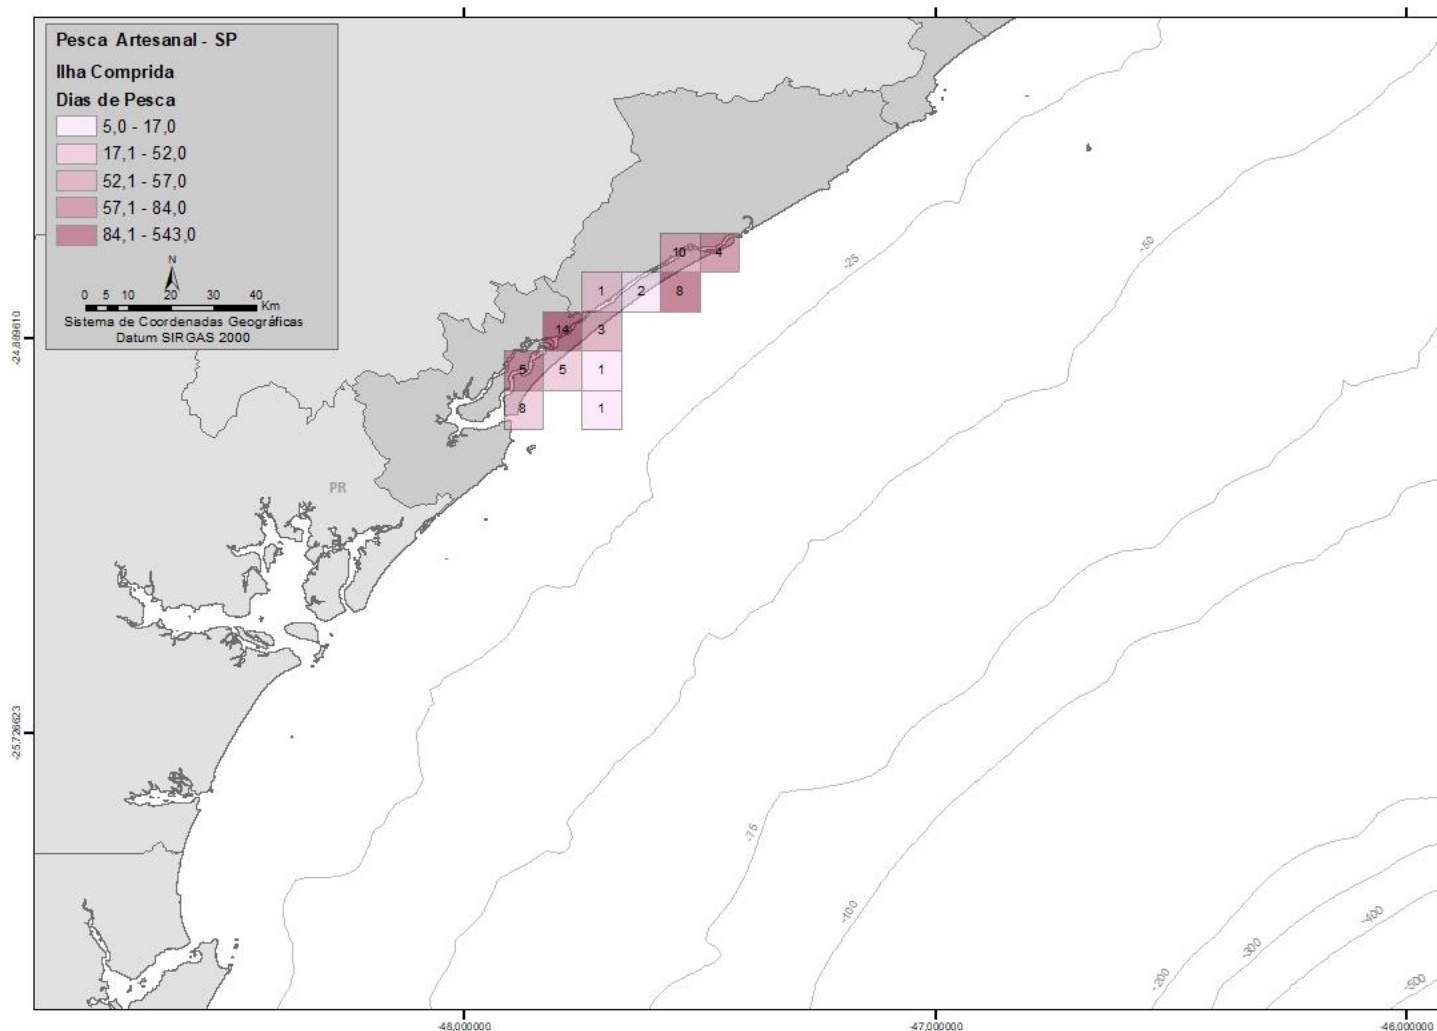 Pesca Artesanal - SP
Ilha Comprida
Dias de Pesca
5,0 - 17,0
17,1 - 52,0
52,1 - 57,0
57,1 - 84,0
84,1 - 543,0
N
0 5 10 20 30 40
Km
Sistema de Coordenadas Geográficas
Datum SIRGAS 2000
10 4
1 2 8
14 3
5 5 1
8 1
PR
-25
-50
-75
-100
-200
-300
-400
-500
-24,889610
-25,726623
-48,000000
-47,000000
-46,000000